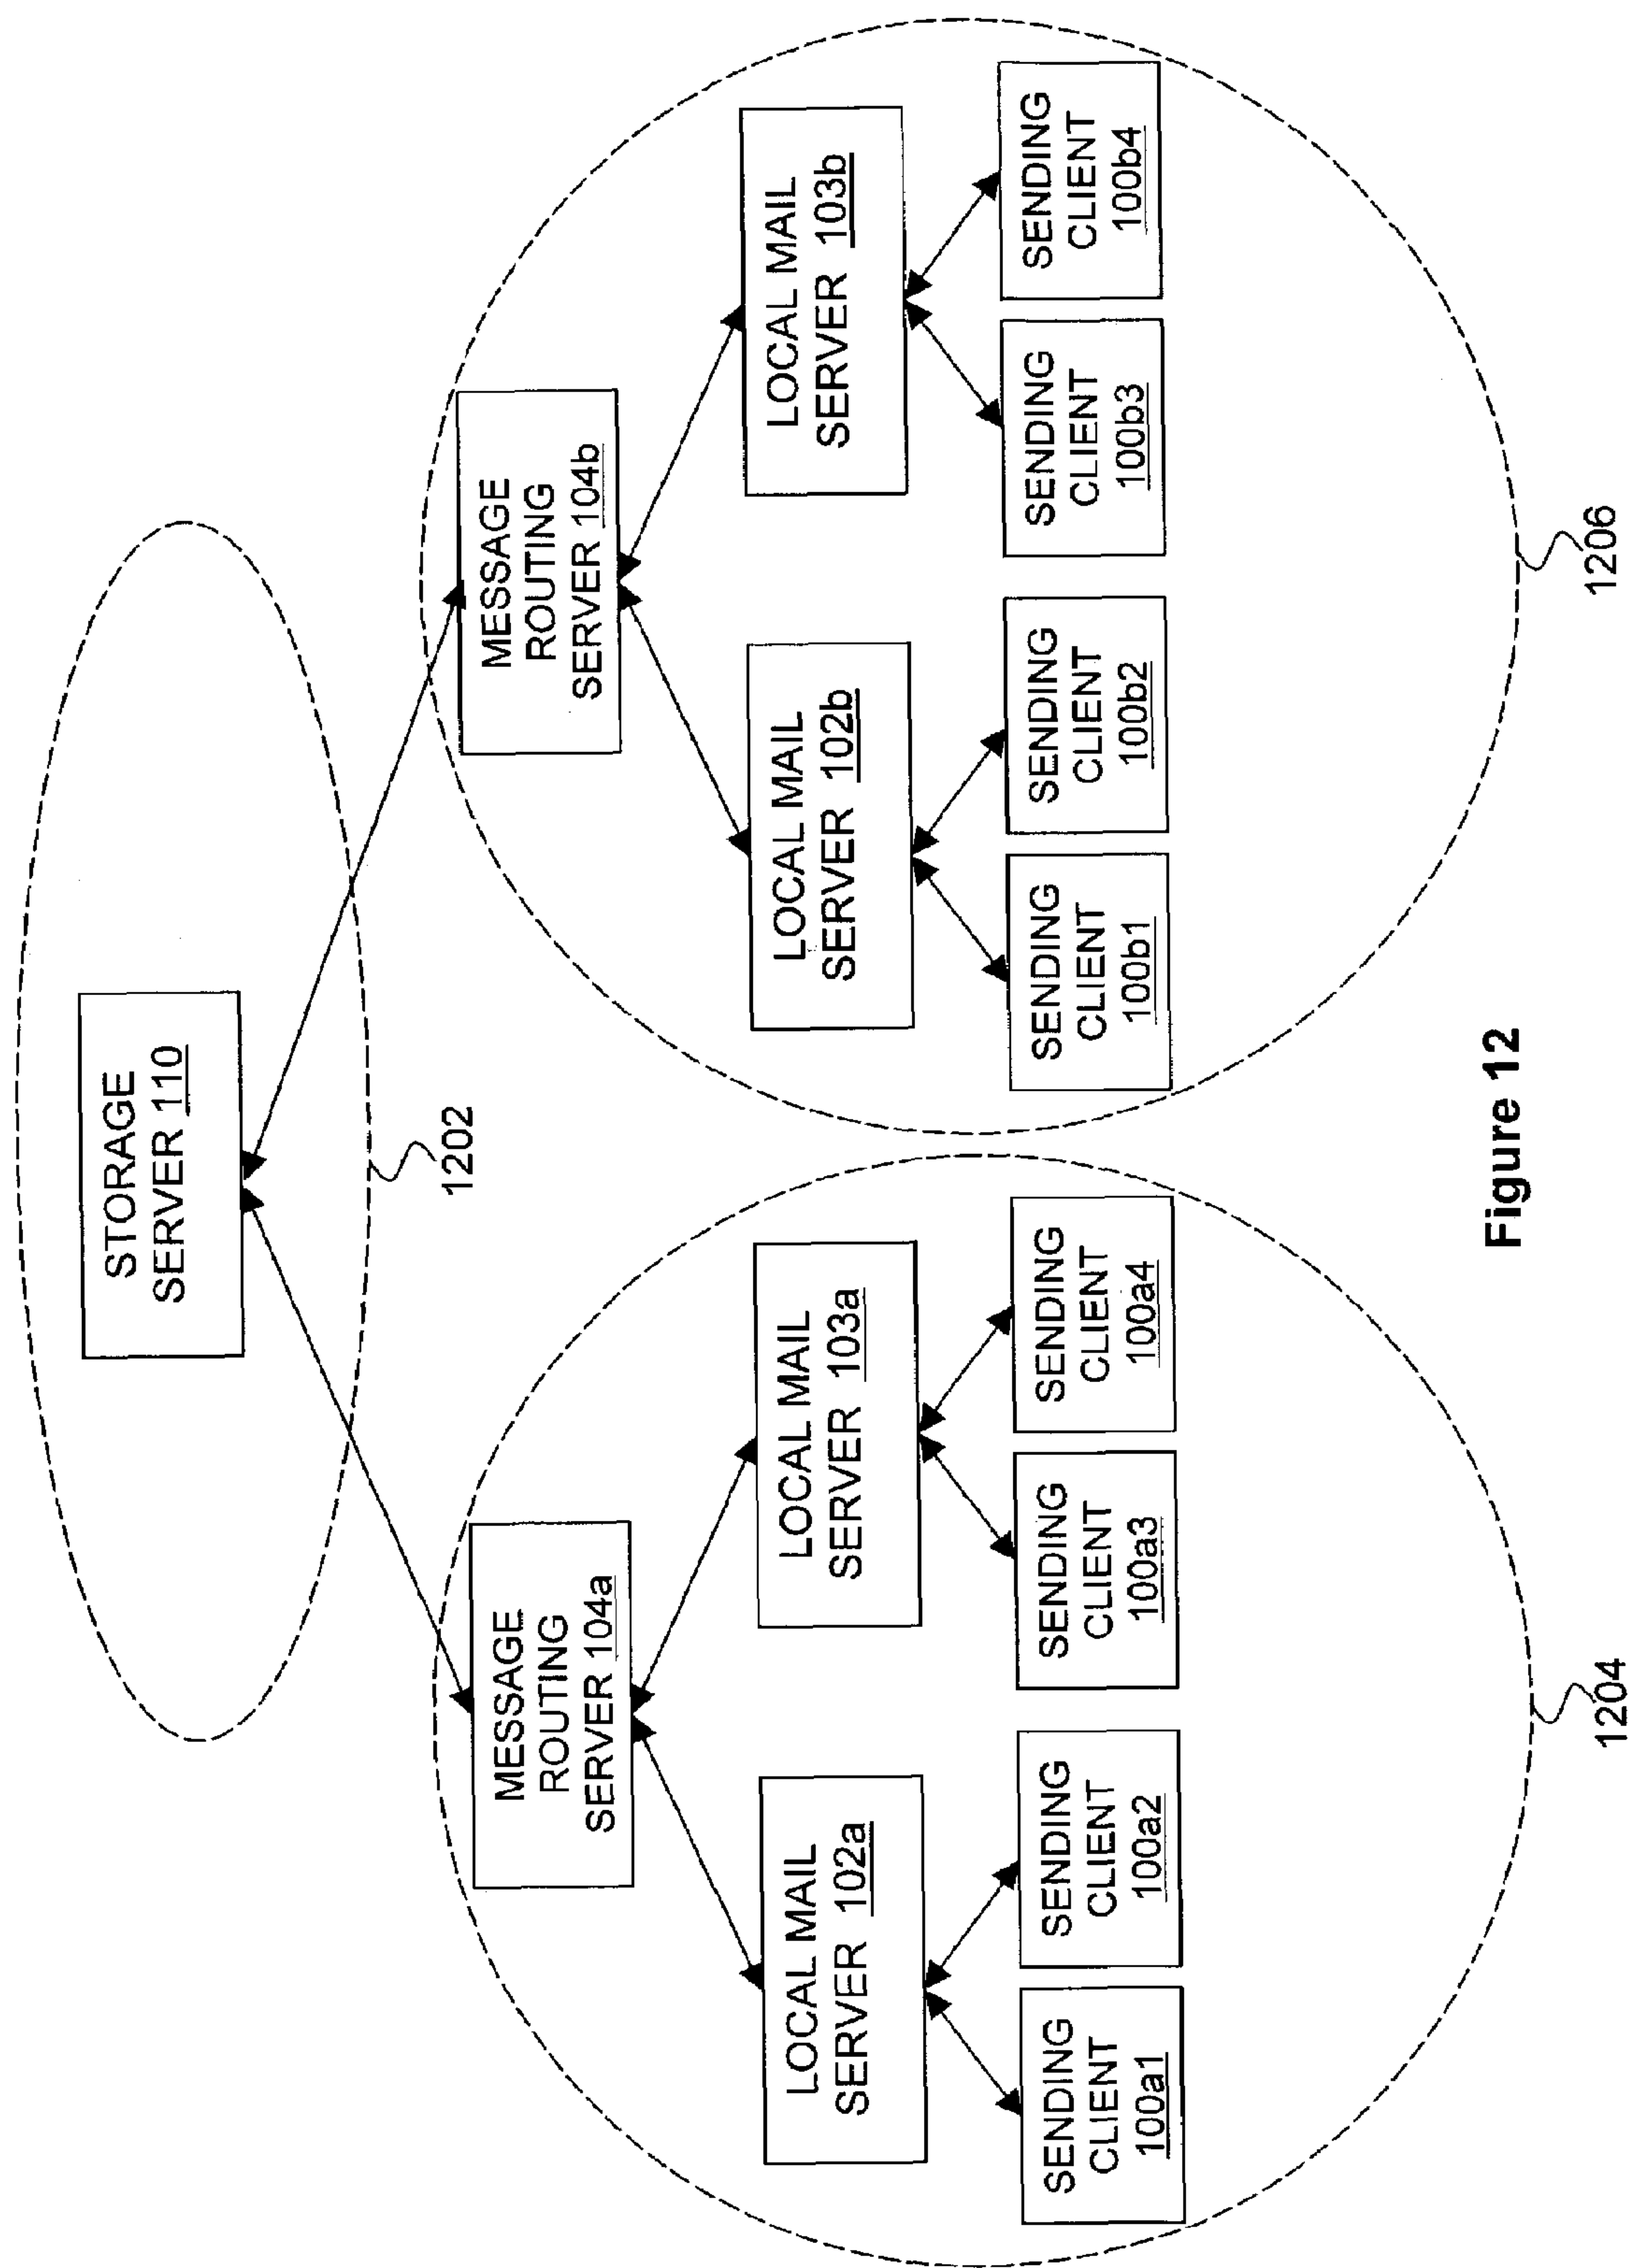 STORAGE
SERVER 110
1202
MESSAGE
ROUTING
SERVER 104a
MESSAGE
ROUTING
SERVER 104b
LOCAL MAIL
SERVER 102a
LOCAL MAIL
SERVER 103a
LOCAL MAIL
SERVER 102b
LOCAL MAIL
SERVER 103b
SENDING
CLIENT
100a1
SENDING
CLIENT
100a2
SENDING
CLIENT
100a3
SENDING
CLIENT
100a4
SENDING
CLIENT
100b1
SENDING
CLIENT
100b2
SENDING
CLIENT
100b3
SENDING
CLIENT
100b4
1204
1206
Figure 12